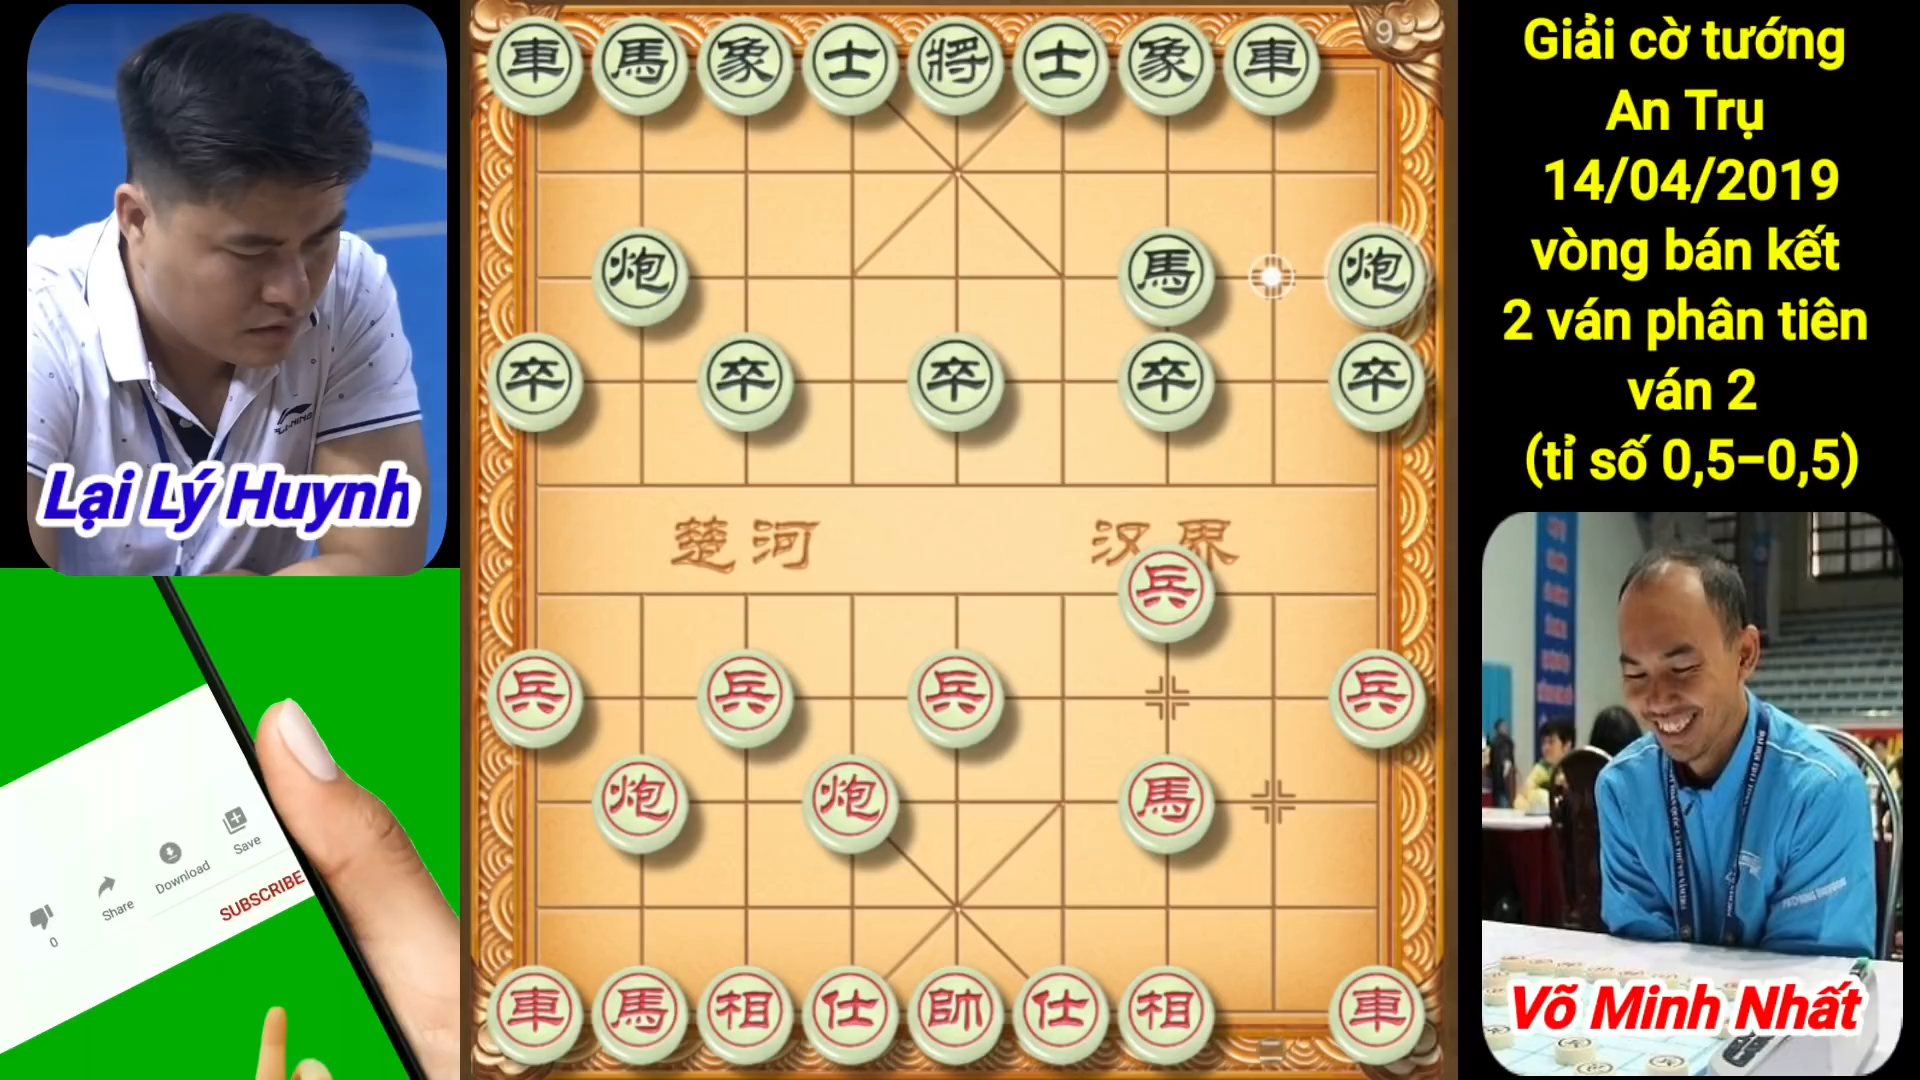 Giải cờ tướng
An Trụ
14/04/2019
vòng bán kết
2 ván phân tiên
ván 2
(tỉ số 0,5–0,5)
Lại Lý Huynh
Võ Minh Nhất
車 馬 象 士 將 士 象 車
炮 馬 炮
卒 卒 卒 卒 卒
楚河 汉界
兵
兵 兵 兵 兵
炮 炮 馬
車 馬 相 仕 帥 仕 相 車
9
0
Share
Download
Save
SUBSCRIBE